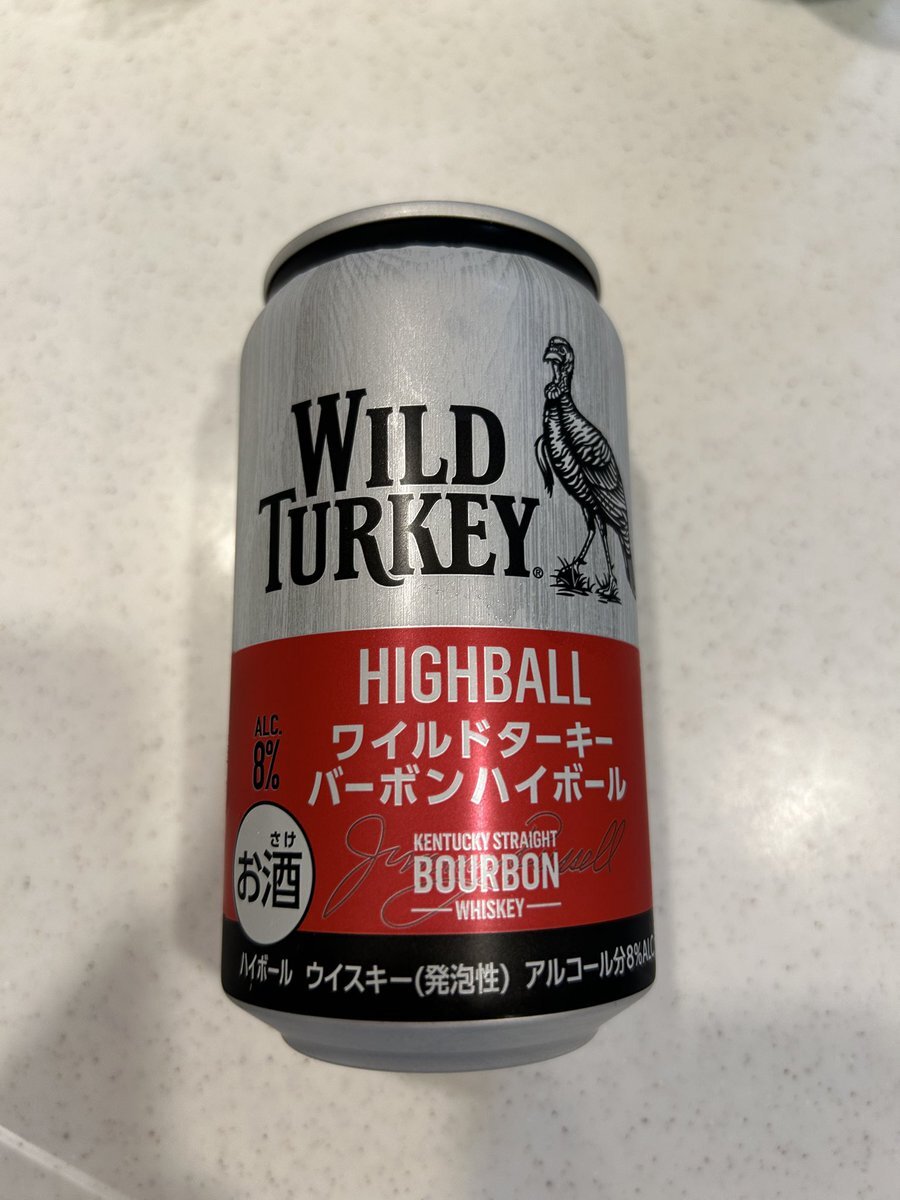 WILD
TURKEY®
HIGHBALL
ワイルドターキー
バーボンハイボール
ALC.
8%
さけ
お酒
KENTUCKY STRAIGHT
BOURBON
WHISKEY
ハイボール ウイスキー(発泡性) アルコール分8%ALC